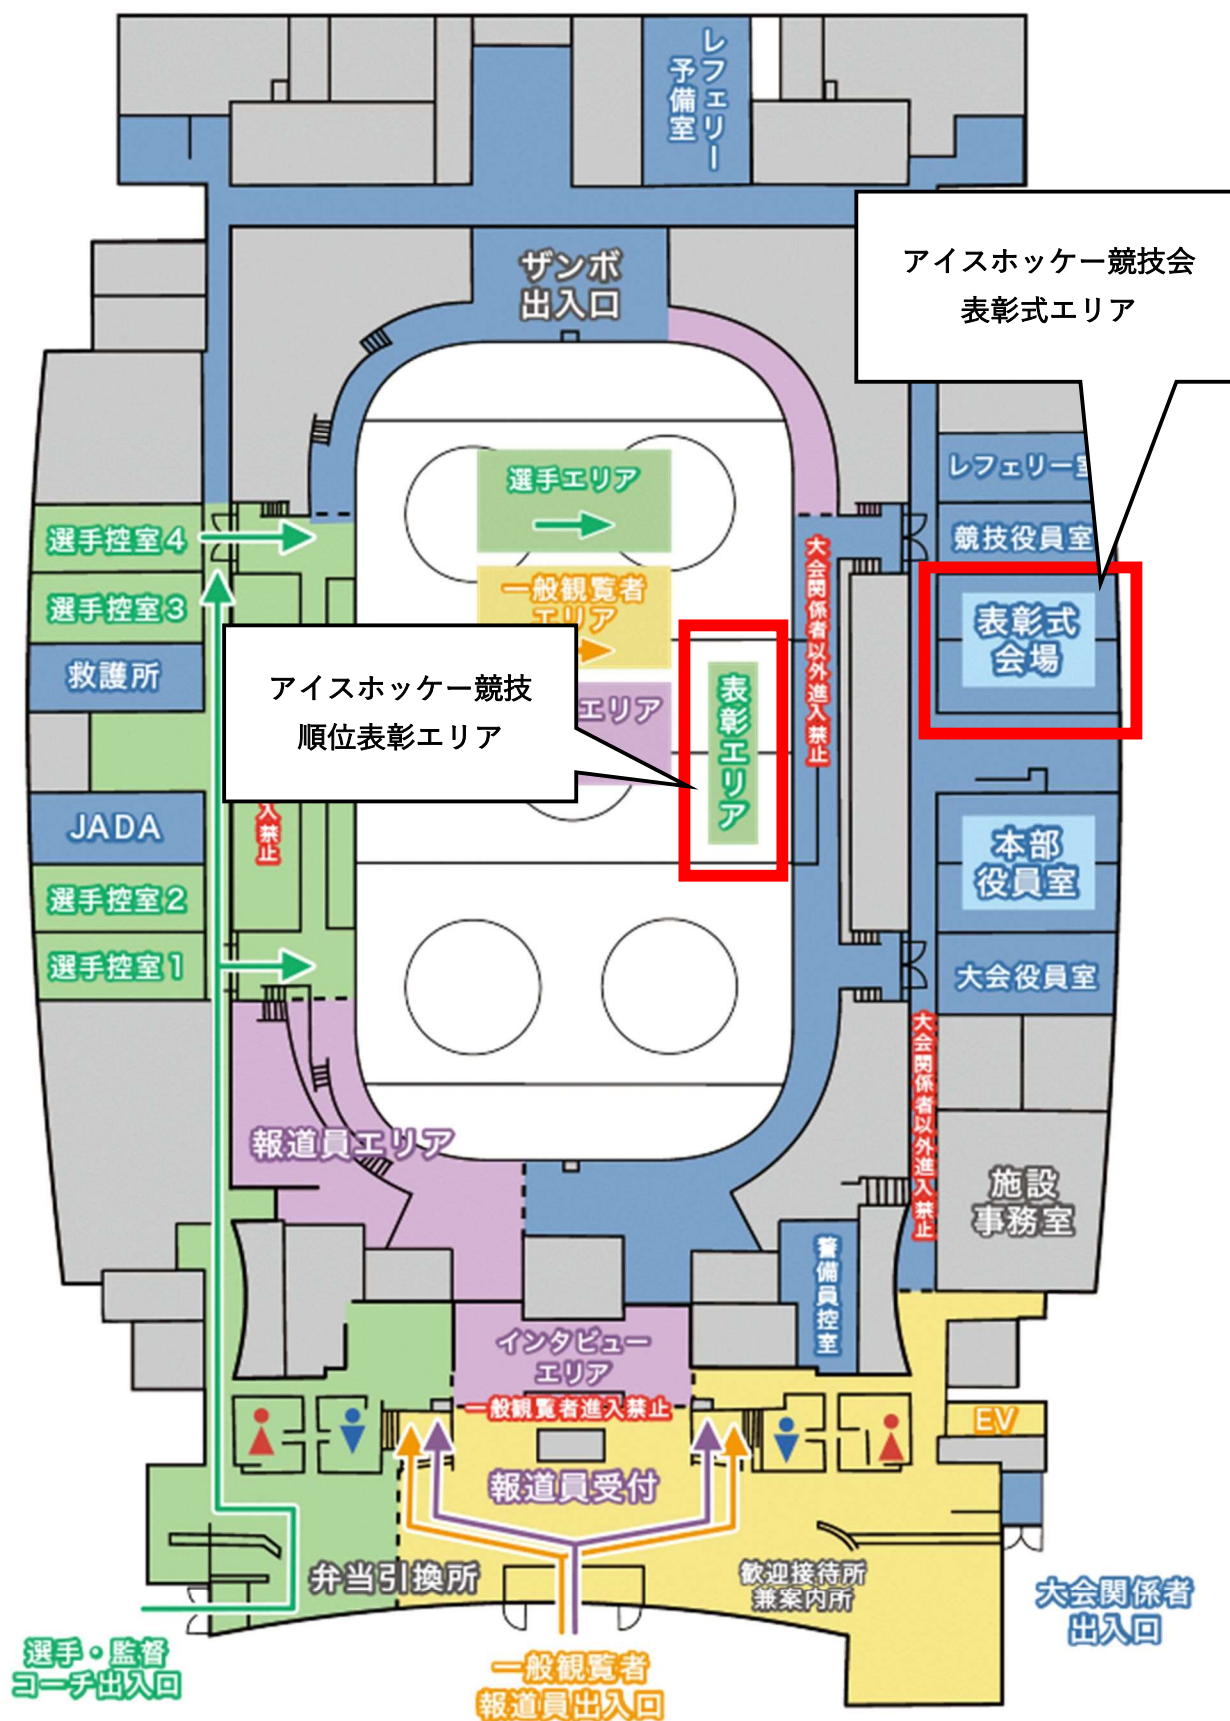 レフェリー
予備室
ザンボ
出入口
アイスホッケー競技会
表彰式エリア
選手エリア
一般観覧者
エリア
エリア
レフェリー室
競技役員室
表彰式
会場
本部
役員室
大会役員室
選手控室4
選手控室3
救護所
JADA
選手控室2
選手控室1
アイスホッケー競技
順位表彰エリア
表彰エリア
大会関係者以外進入禁止
入禁止
大会関係者以外進入禁止
報道員エリア
施設
事務室
警備員控室
インタビュー
エリア
一般観覧者進入禁止
EV
報道員受付
弁当引換所
歓迎接待所
兼案内所
選手・監督
コーチ出入口
一般観覧者
報道員出入口
大会関係者
出入口